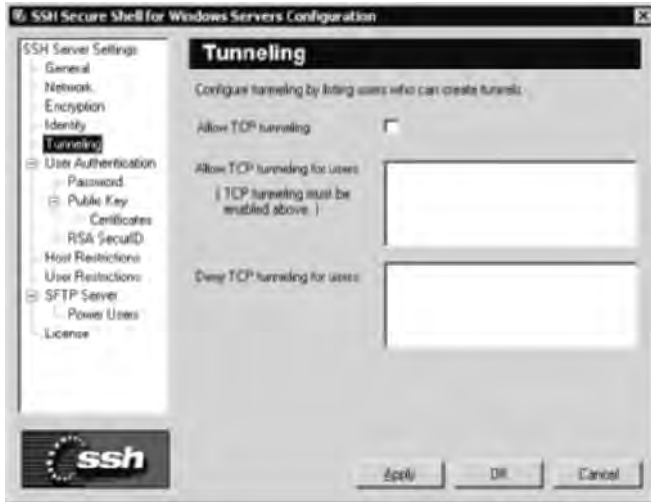 SSH Secure Shell for Windows Servers Configuration
SSH Server Settings
General
Network
Encryption
Identity
Tunneling
User Authentication
Password
Public Key
Certificates
RSA SecurID
Host Restrictions
User Restrictions
SFTP Server
Power Users
License
ssh
Tunneling
Configure tunneling by listing users who can create tunnels.
Allow TCP tunneling
Allow TCP tunneling for users
( TCP tunneling must be
enabled above. )
Deny TCP tunneling for users
Apply
OK
Cancel